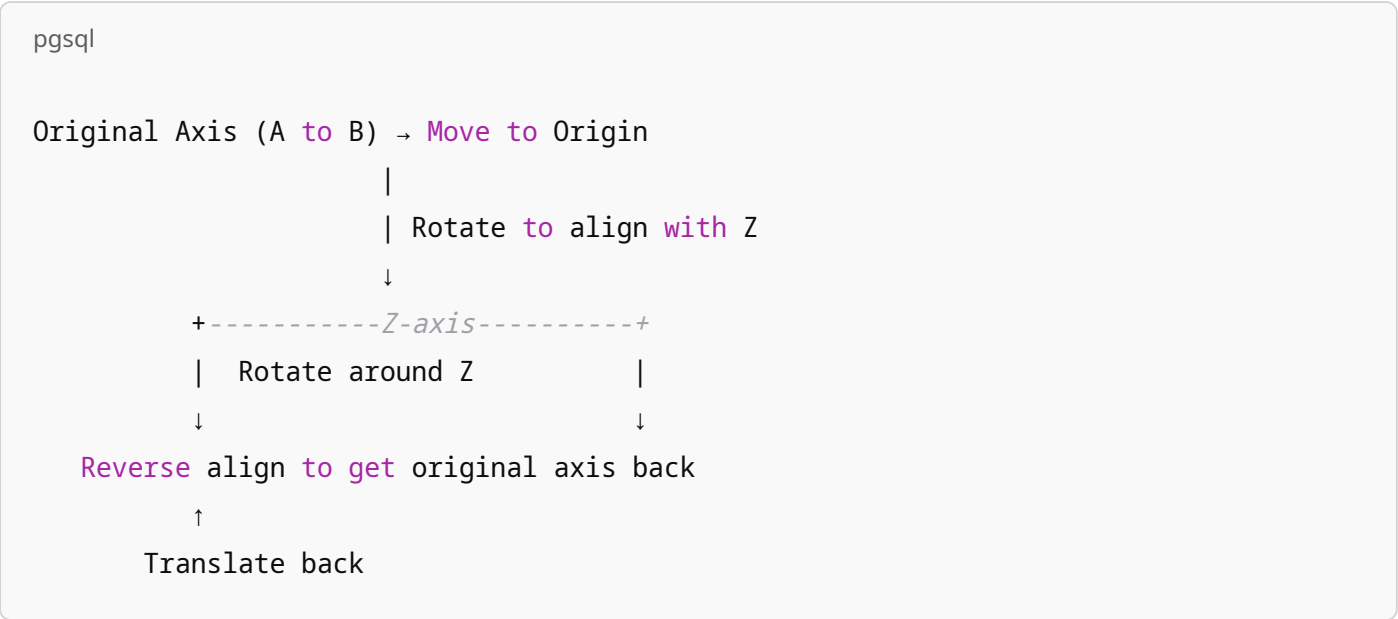 pgsql
Original Axis (A to B) → Move to Origin
|
| Rotate to align with Z
↓
+-----------Z-axis----------+
| Rotate around Z |
↓ ↓
Reverse align to get original axis back
↑
Translate back